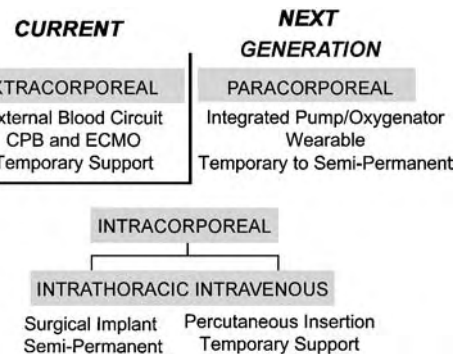 CURRENT
NEXT
GENERATION
XTRACORPOREAL
xternal Blood Circuit
CPB and ECMO
Temporary Support
PARACORPOREAL
Integrated Pump/Oxygenator
Wearable
Temporary to Semi-Permanent
INTRACORPOREAL
INTRATHORACIC INTRAVENOUS
Surgical Implant
Semi-Permanent
Percutaneous Insertion
Temporary Support